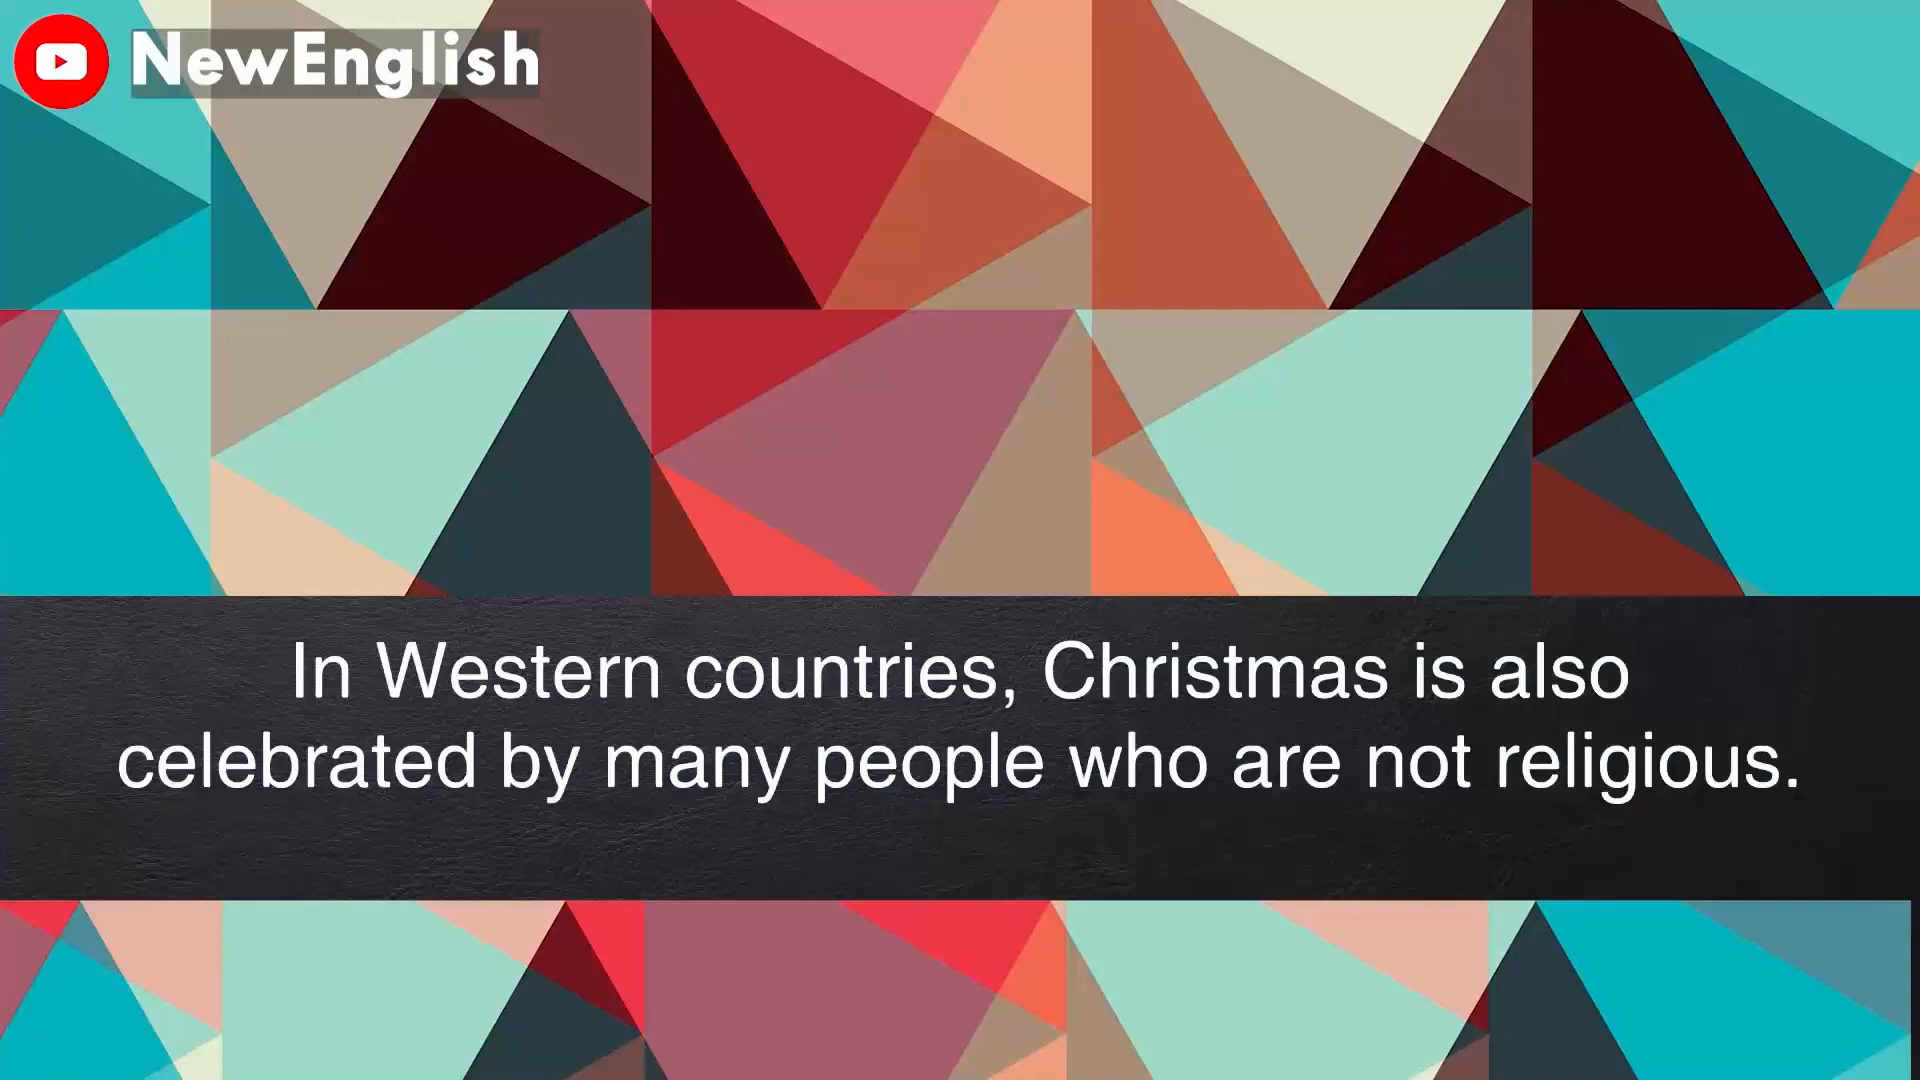 NewEnglish
In Western countries, Christmas is also
celebrated by many people who are not religious.